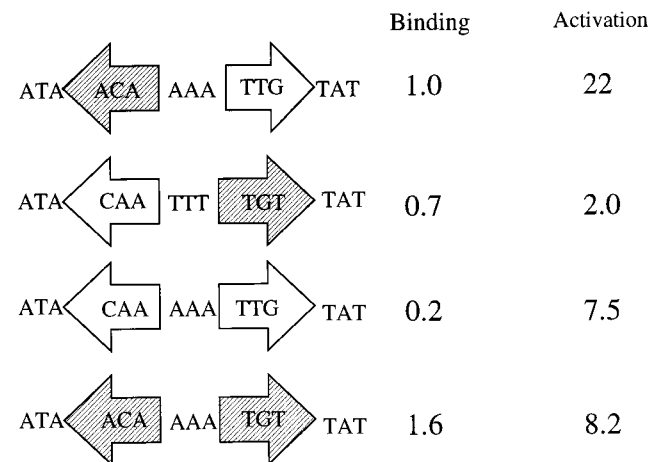 Binding Activation
ATA ACA AAA TTG TAT 1.0 22
ATA CAA TTT TGT TAT 0.7 2.0
ATA CAA AAA TTG TAT 0.2 7.5
ATA ACA AAA TGT TAT 1.6 8.2